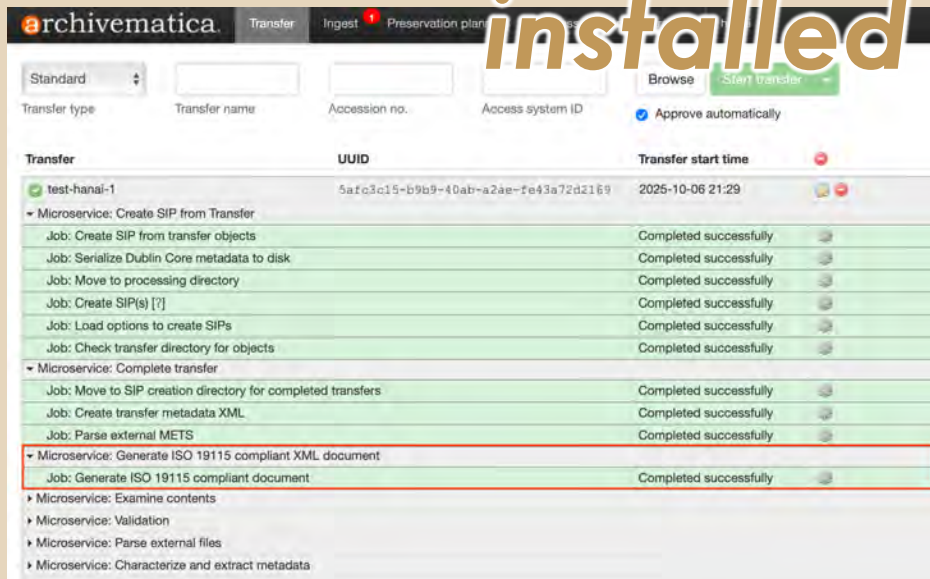 installed
archivematica. Transfer Ingest 1 Preservation
Standard Browse Start transfer
Transfer type Transfer name Accession no. Access system ID Approve automatically
Transfer UUID Transfer start time
test-hanai-1 5afc3c15-b9b9-40ab-a2ae-fe43a72d2169 2025-10-06 21:29
Microservice: Create SIP from Transfer
Job: Create SIP from transfer objects Completed successfully
Job: Serialize Dublin Core metadata to disk Completed successfully
Job: Move to processing directory Completed successfully
Job: Create SIP(s) [?] Completed successfully
Job: Load options to create SIPs Completed successfully
Job: Check transfer directory for objects Completed successfully
Microservice: Complete transfer
Job: Move to SIP creation directory for completed transfers Completed successfully
Job: Create transfer metadata XML Completed successfully
Job: Parse external METS Completed successfully
Microservice: Generate ISO 19115 compliant XML document
Job: Generate ISO 19115 compliant document Completed successfully
Microservice: Examine contents
Microservice: Validation
Microservice: Parse external files
Microservice: Characterize and extract metadata